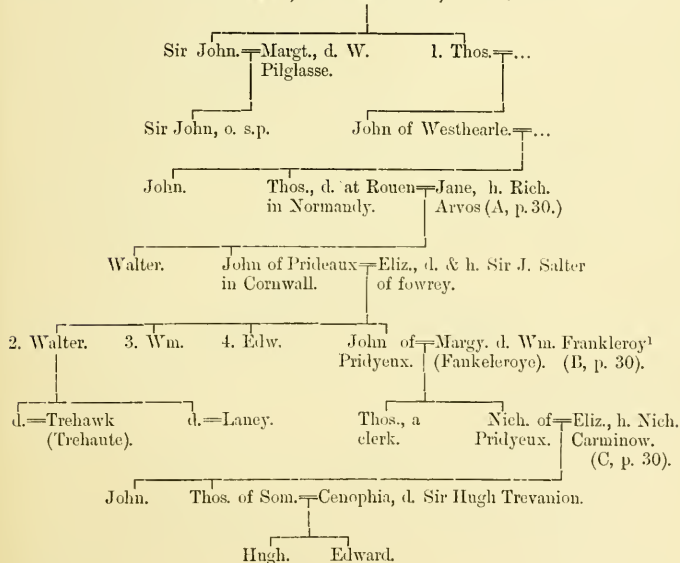 Sir John.=Margt., d. W. 1. Thos.=...
Pilglasse.
Sir John, o. s.p. John of Westhearle.=...
John. Thos., d. at Rouen=Jane, h. Rich.
in Normandy. Arvos (A, p. 30.)
Walter. John of Prideaux=Eliz., d. & h. Sir J. Salter
in Cornwall. of fowrey.
2. Walter. 3. Wm. 4. Edw. John of=Margy. d. Wm. Frankleroy¹
Pridyeux. (Fankeleroye). (B, p. 30).
d.=Trehawk d.=Laney. Thos., a Nich. of=Eliz., h. Nich.
(Trehaute). clerk. Pridyeux. Carminow.
(C, p. 30).
John. Thos. of Som.=Cenophia, d. Sir Hugh Trevanion.
Hugh. Edward.